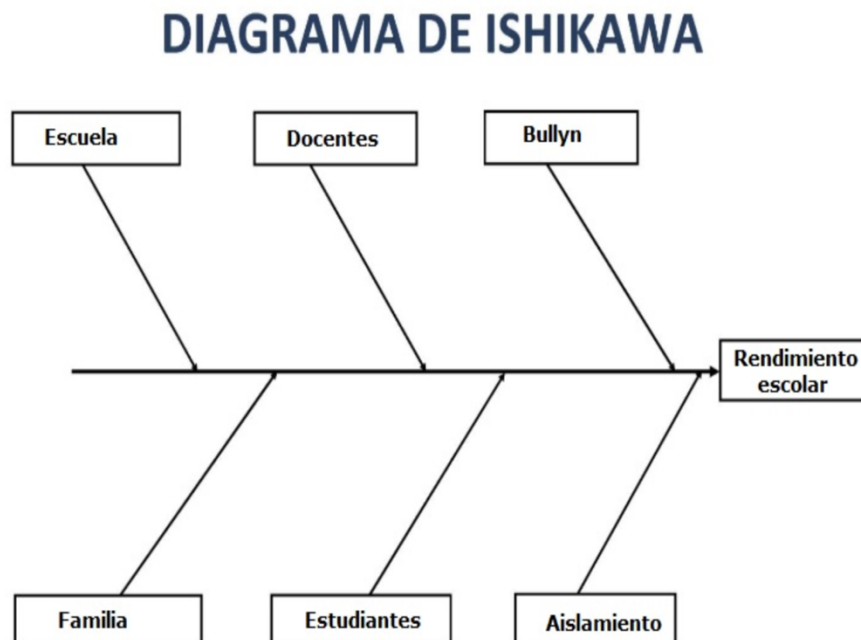 DIAGRAMA DE ISHIKAWA
Escuela
Docentes
Bullyn
Rendimiento
escolar
Familia
Estudiantes
Aislamiento